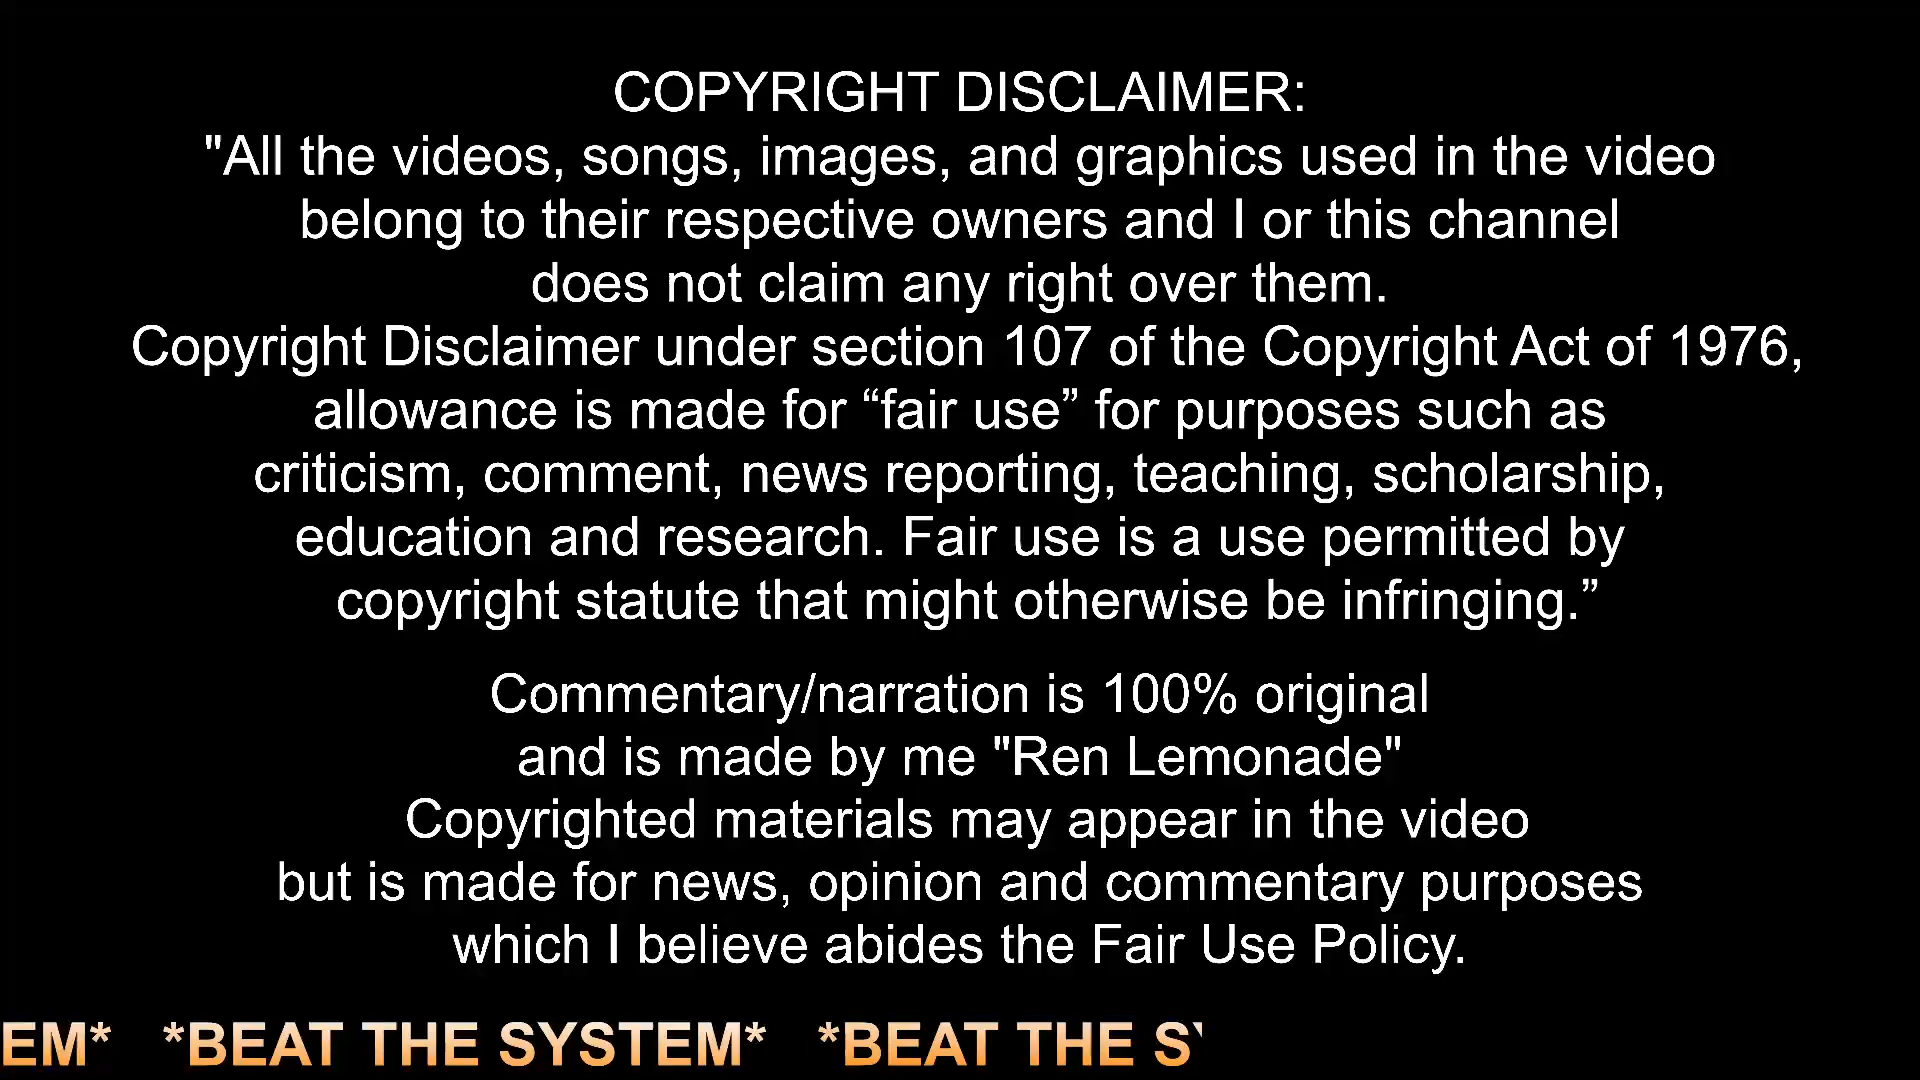 COPYRIGHT DISCLAIMER:
"All the videos, songs, images, and graphics used in the video
belong to their respective owners and I or this channel
does not claim any right over them.
Copyright Disclaimer under section 107 of the Copyright Act of 1976,
allowance is made for “fair use” for purposes such as
criticism, comment, news reporting, teaching, scholarship,
education and research. Fair use is a use permitted by
copyright statute that might otherwise be infringing.”
Commentary/narration is 100% original
and is made by me "Ren Lemonade"
Copyrighted materials may appear in the video
but is made for news, opinion and commentary purposes
which I believe abides the Fair Use Policy.
EM* *BEAT THE SYSTEM* *BEAT THE S